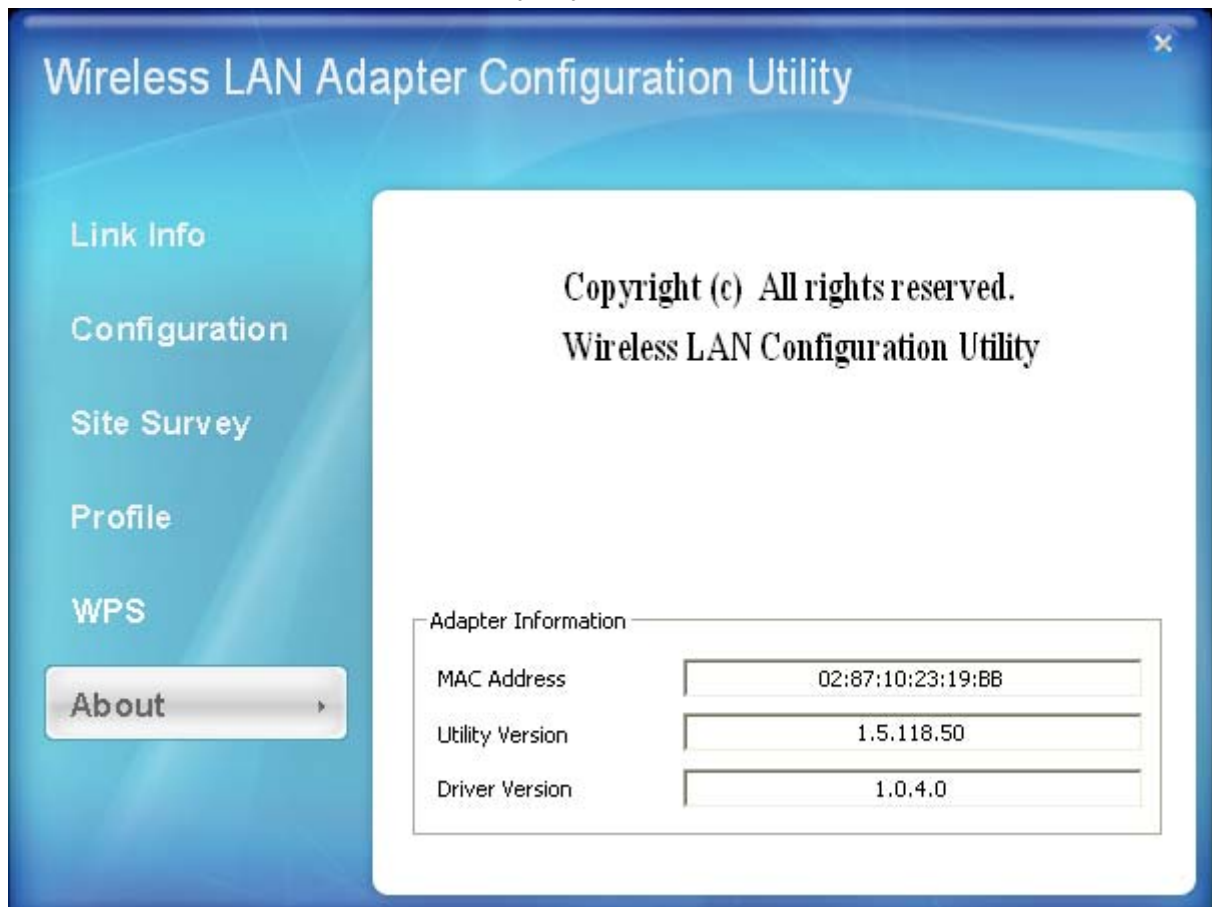 Wireless LAN Adapter Configuration Utility
Link Info
Configuration
Site Survey
Profile
WPS
About
Copyright (c) All rights reserved.
Wireless LAN Configuration Utility
Adapter Information
MAC Address 02:87:10:23:19:BB
Utility Version 1.5.118.50
Driver Version 1.0.4.0